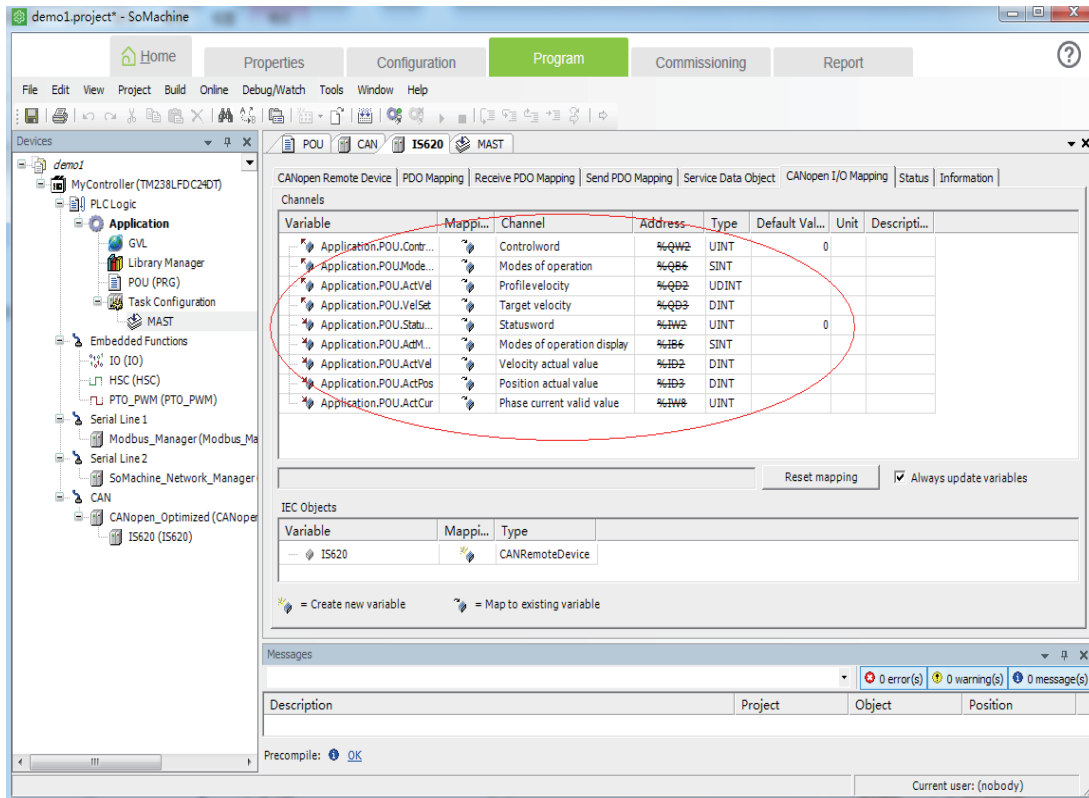 demo1.project* - SoMachine
Home
Properties
Configuration
Program
Commissioning
Report
File Edit View Project Build Online Debug/Watch Tools Window Help
Devices
POU CAN IS620 MAST
demo1
MyController (TM238LFDC24DT)
PLC Logic
Application
GVL
Library Manager
POU (PRG)
Task Configuration
MAST
Embedded Functions
IO (IO)
HSC (HSC)
PTO_PWM (PTO_PWM)
Serial Line 1
Modbus_Manager (Modbus_Ma
Serial Line 2
SoMachine_Network_Manager
CAN
CANopen_Optimized (CANoper
IS620 (IS620)
CANopen Remote Device PDO Mapping Receive PDO Mapping Send PDO Mapping Service Data Object CANopen I/O Mapping Status Information
Channels
Variable Mappi... Channel Address Type Default Val... Unit Descripti...
Application.POU.Contr... Controlword %QW2 UINT 0
Application.POU.Mode... Modes of operation %QB6 SINT
Application.POU.ActVel Profilevelocity %QD2 UDINT
Application.POU.VelSet Target velocity %QD3 DINT
Application.POU.Statu... Statusword %IW2 UINT 0
Application.POU.ActM... Modes of operation display %IB6 SINT
Application.POU.ActVel Velocity actual value %ID2 DINT
Application.POU.ActPos Position actual value %ID3 DINT
Application.POU.ActCur Phase current valid value %IW8 UINT
Reset mapping Always update variables
IEC Objects
Variable Mappi... Type
IS620 CANRemoteDevice
= Create new variable = Map to existing variable
Messages
0 error(s) 0 warning(s) 0 message(s)
Description Project Object Position
Precompile: OK
Current user: (nobody)